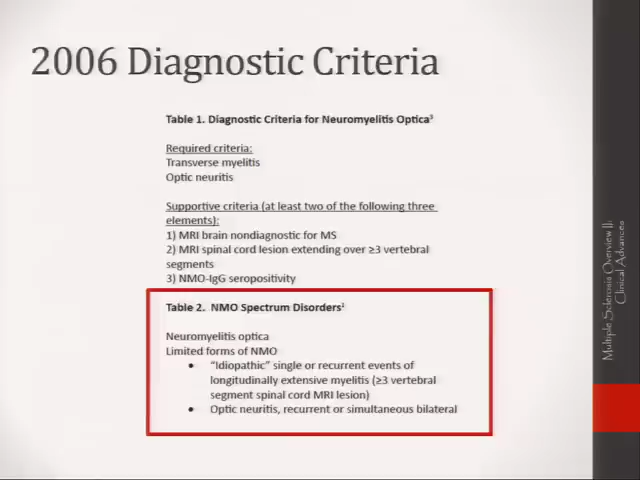 2006 Diagnostic Criteria
Table 1. Diagnostic Criteria for Neuromyelitis Optica³
Required criteria:
Transverse myelitis
Optic neuritis
Supportive criteria (at least two of the following three
elements):
1) MRI brain nondiagnostic for MS
2) MRI spinal cord lesion extending over ≥3 vertebral
segments
3) NMO-IgG seropositivity
Table 2. NMO Spectrum Disorders¹
Neuromyelitis optica
Limited forms of NMO
• "Idiopathic" single or recurrent events of
longitudinally extensive myelitis (≥3 vertebral
segment spinal cord MRI lesion)
• Optic neuritis, recurrent or simultaneous bilateral
Multiple Sclerosis Overview II:
Clinical Advances